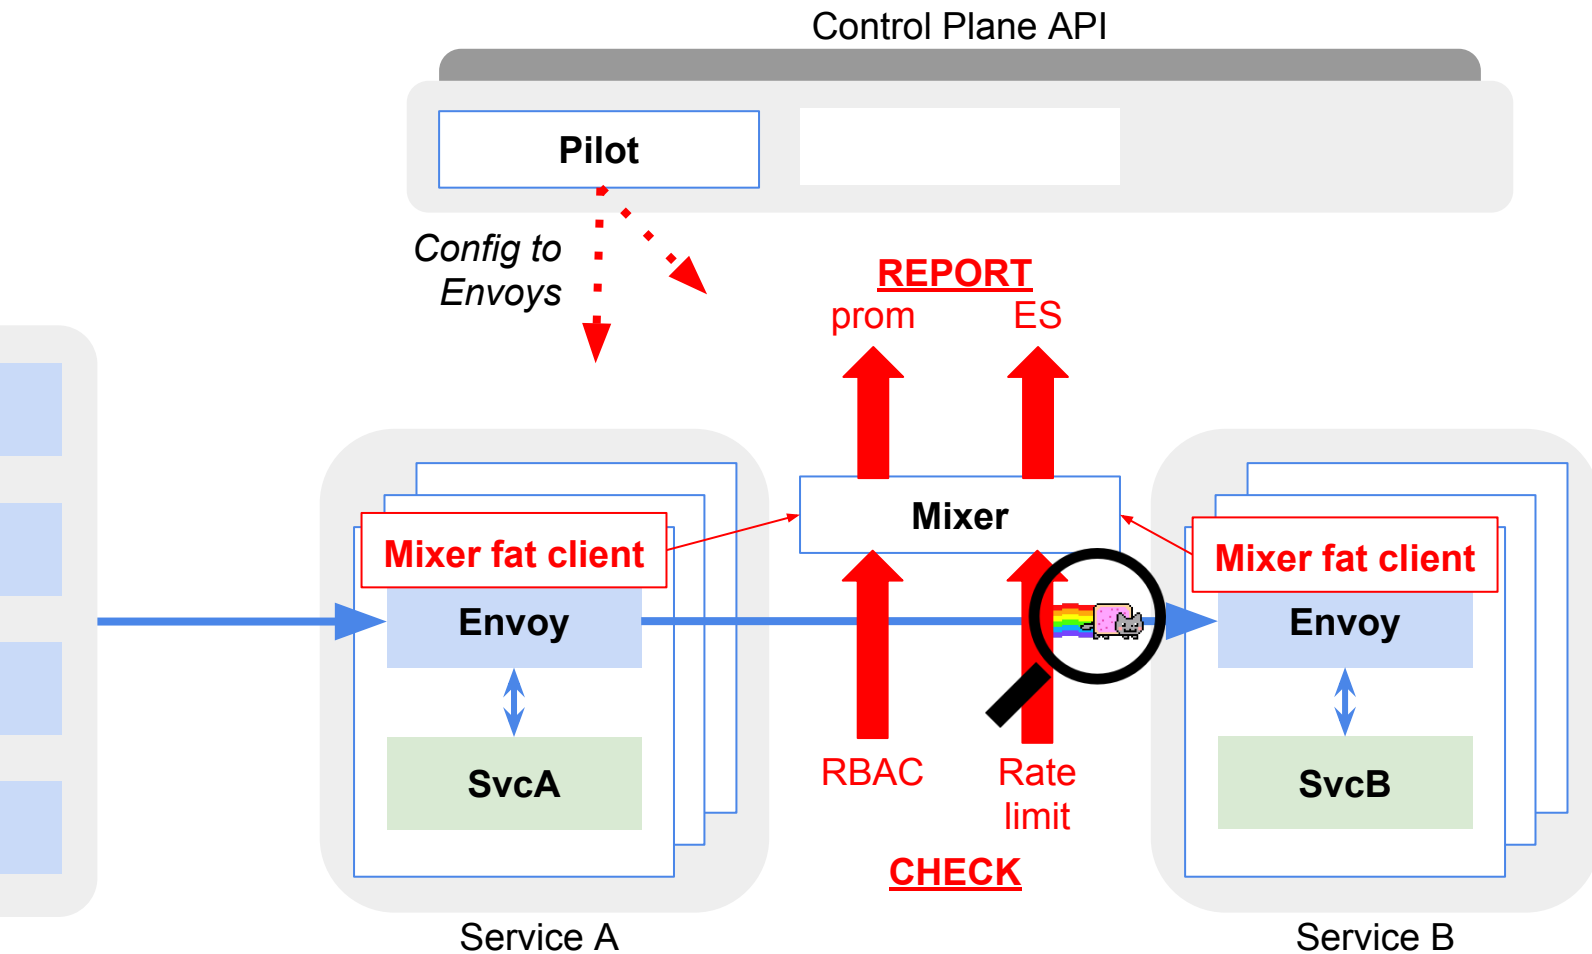 Control Plane API
Pilot
Config to
Envoys
REPORT
prom
ES
Mixer
Mixer fat client
Mixer fat client
Envoy
Envoy
SvcA
SvcB
RBAC
Rate
limit
CHECK
Service A
Service B